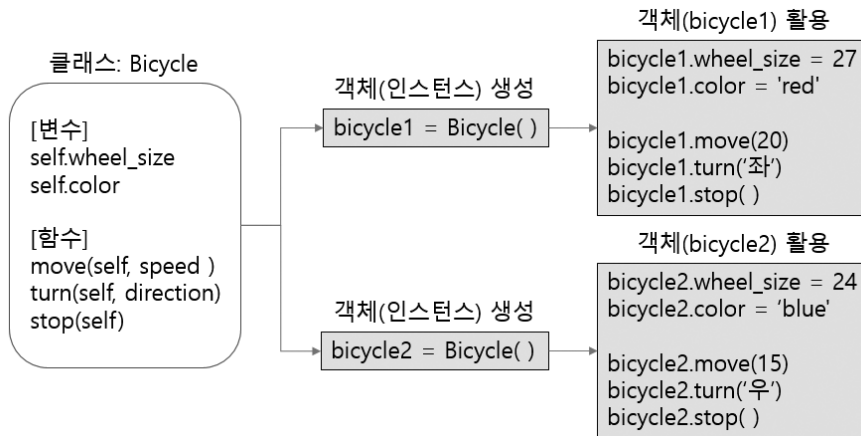 클래스: Bicycle
[변수]
self.wheel_size
self.color
[함수]
move(self, speed )
turn(self, direction)
stop(self)
객체(인스턴스) 생성
bicycle1 = Bicycle( )
객체(bicycle1) 활용
bicycle1.wheel_size = 27
bicycle1.color = 'red'
bicycle1.move(20)
bicycle1.turn(‘좌’)
bicycle1.stop( )
객체(인스턴스) 생성
bicycle2 = Bicycle( )
객체(bicycle2) 활용
bicycle2.wheel_size = 24
bicycle2.color = ‘blue'
bicycle2.move(15)
bicycle2.turn(‘우’)
bicycle2.stop( )